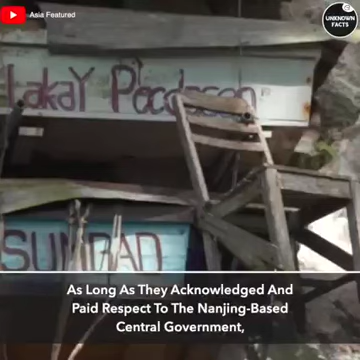 Asia Featured
UNKNOWN
FACTS
LakaY Pocdasen
SUMBAD
As Long As They Acknowledged And
Paid Respect To The Nanjing-Based
Central Government,